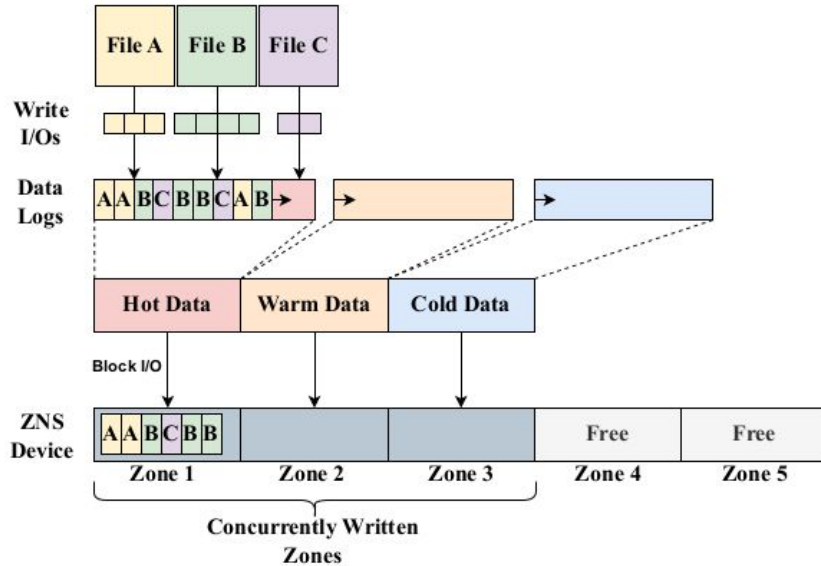 File A File B File C
Write
I/Os
Data
Logs
A A B C B B C A B
Hot Data Warm Data Cold Data
Block I/O
ZNS
Device
A A B C B B
Free Free
Zone 1 Zone 2 Zone 3 Zone 4 Zone 5
Concurrently Written
Zones